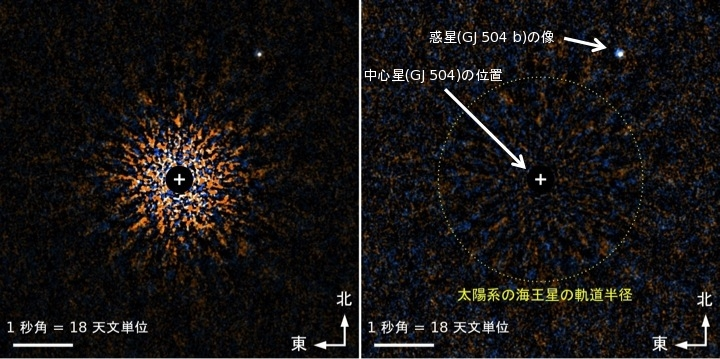 1 秒角 = 18 天文単位
北
東
惑星(GJ 504 b)の像
中心星(GJ 504)の位置
太陽系の海王星の軌道半径
1 秒角 = 18 天文単位
北
東